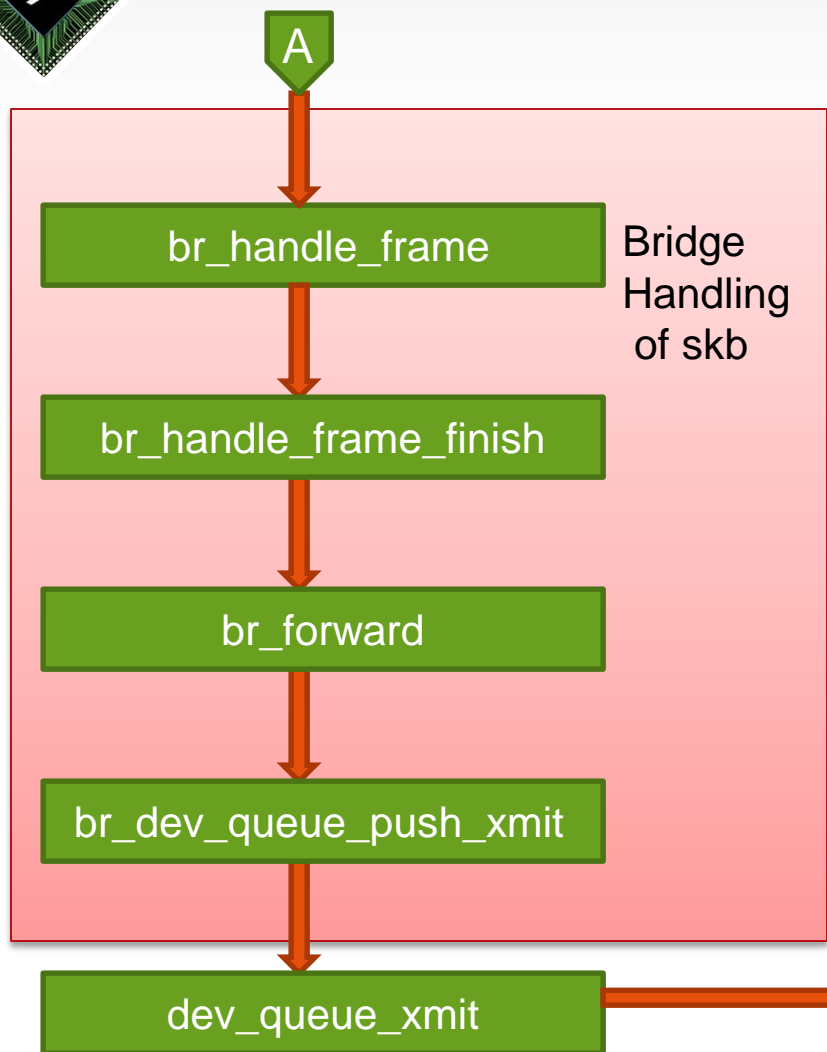 A
br_handle_frame
Bridge
Handling
of skb
br_handle_frame_finish
br_forward
br_dev_queue_push_xmit
dev_queue_xmit